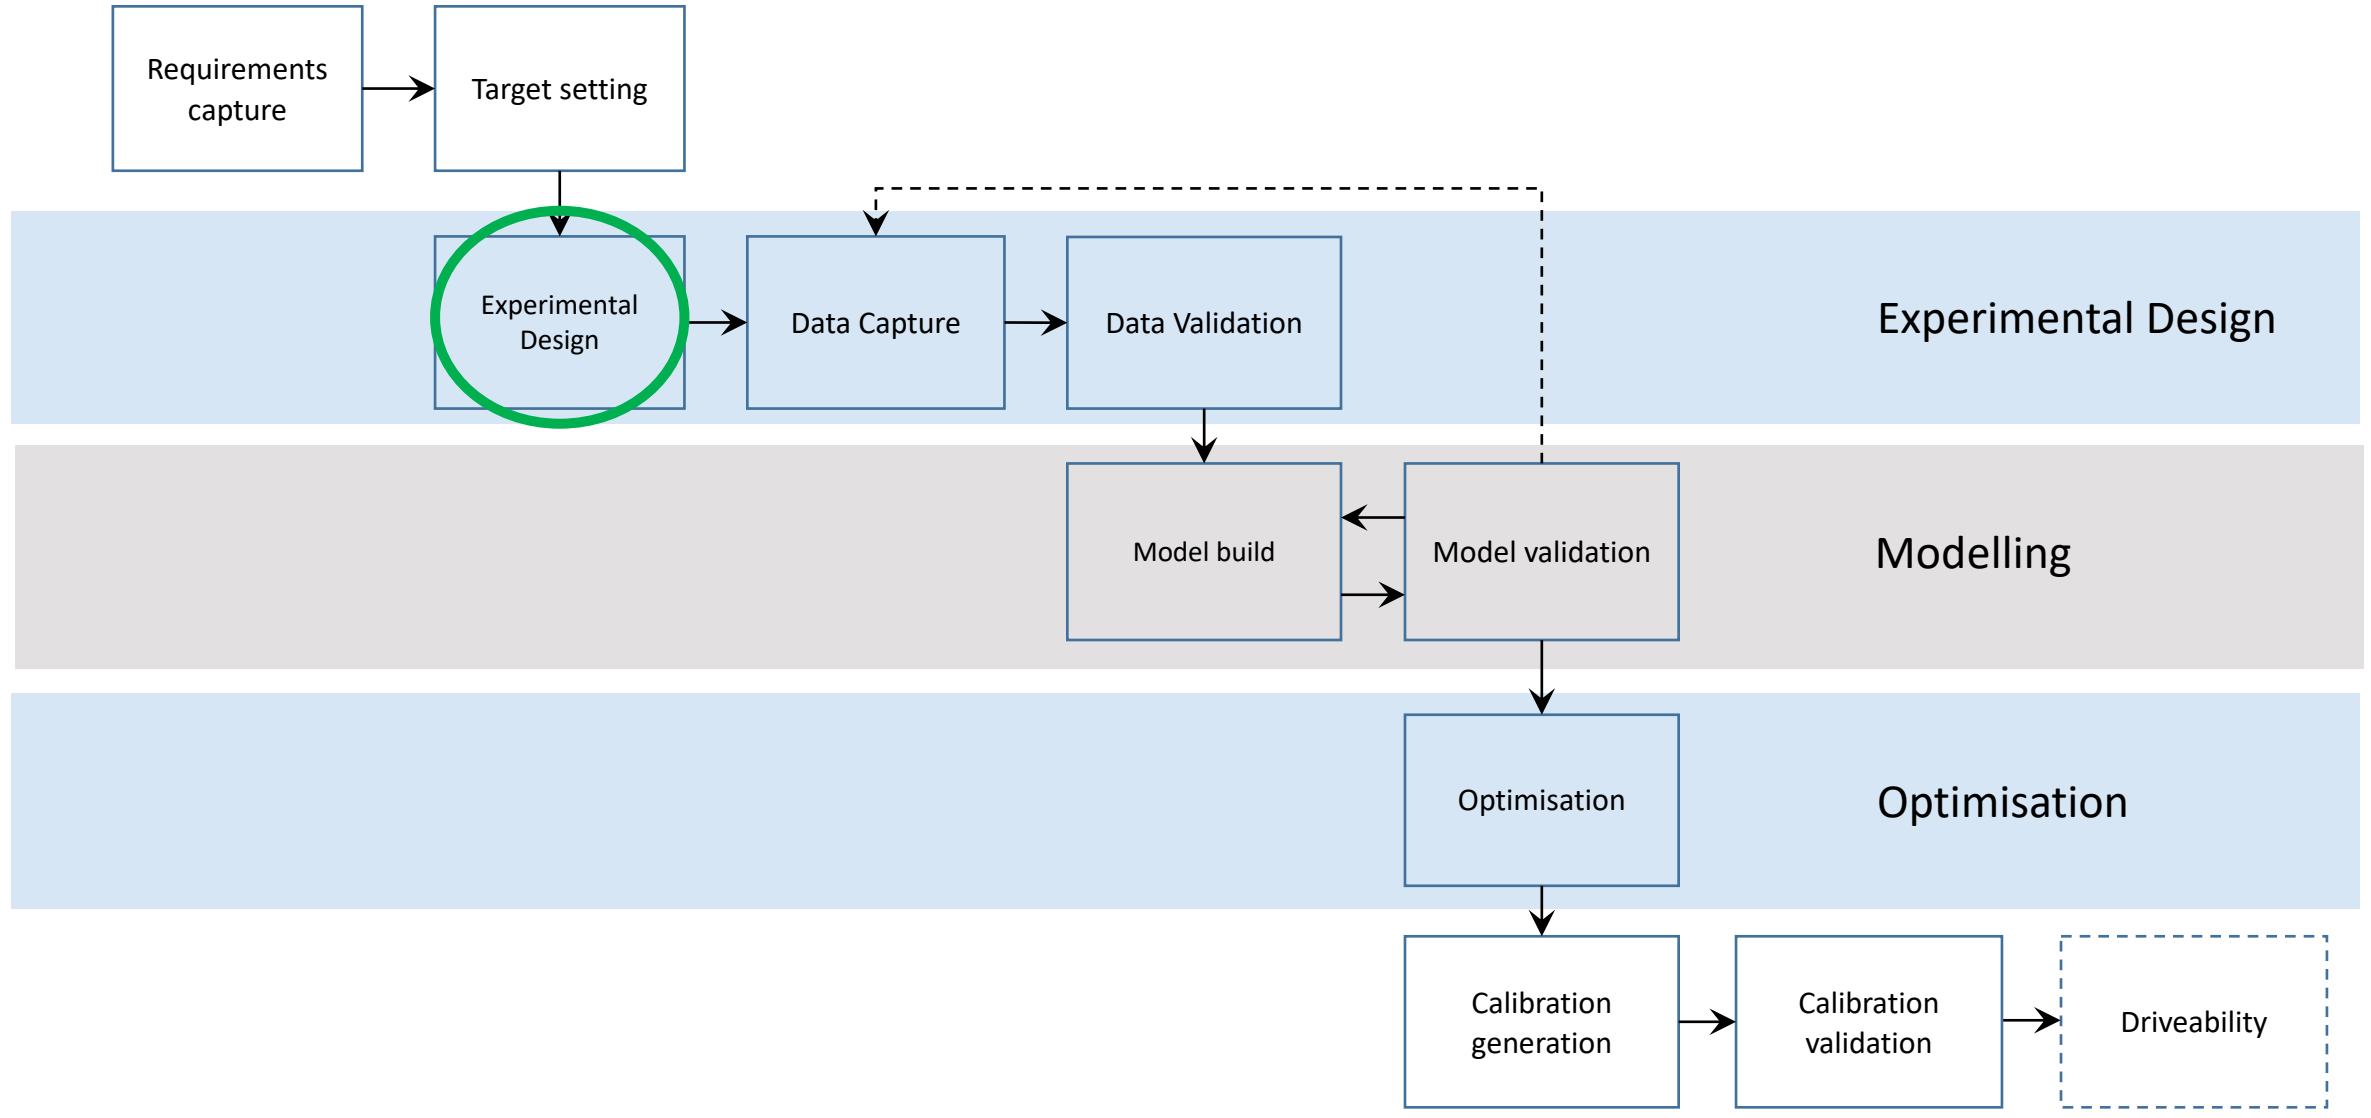 Requirements
capture
Target setting
Experimental
Design
Data Capture
Data Validation
Experimental Design
Model build
Model validation
Modelling
Optimisation
Optimisation
Calibration
generation
Calibration
validation
Driveability